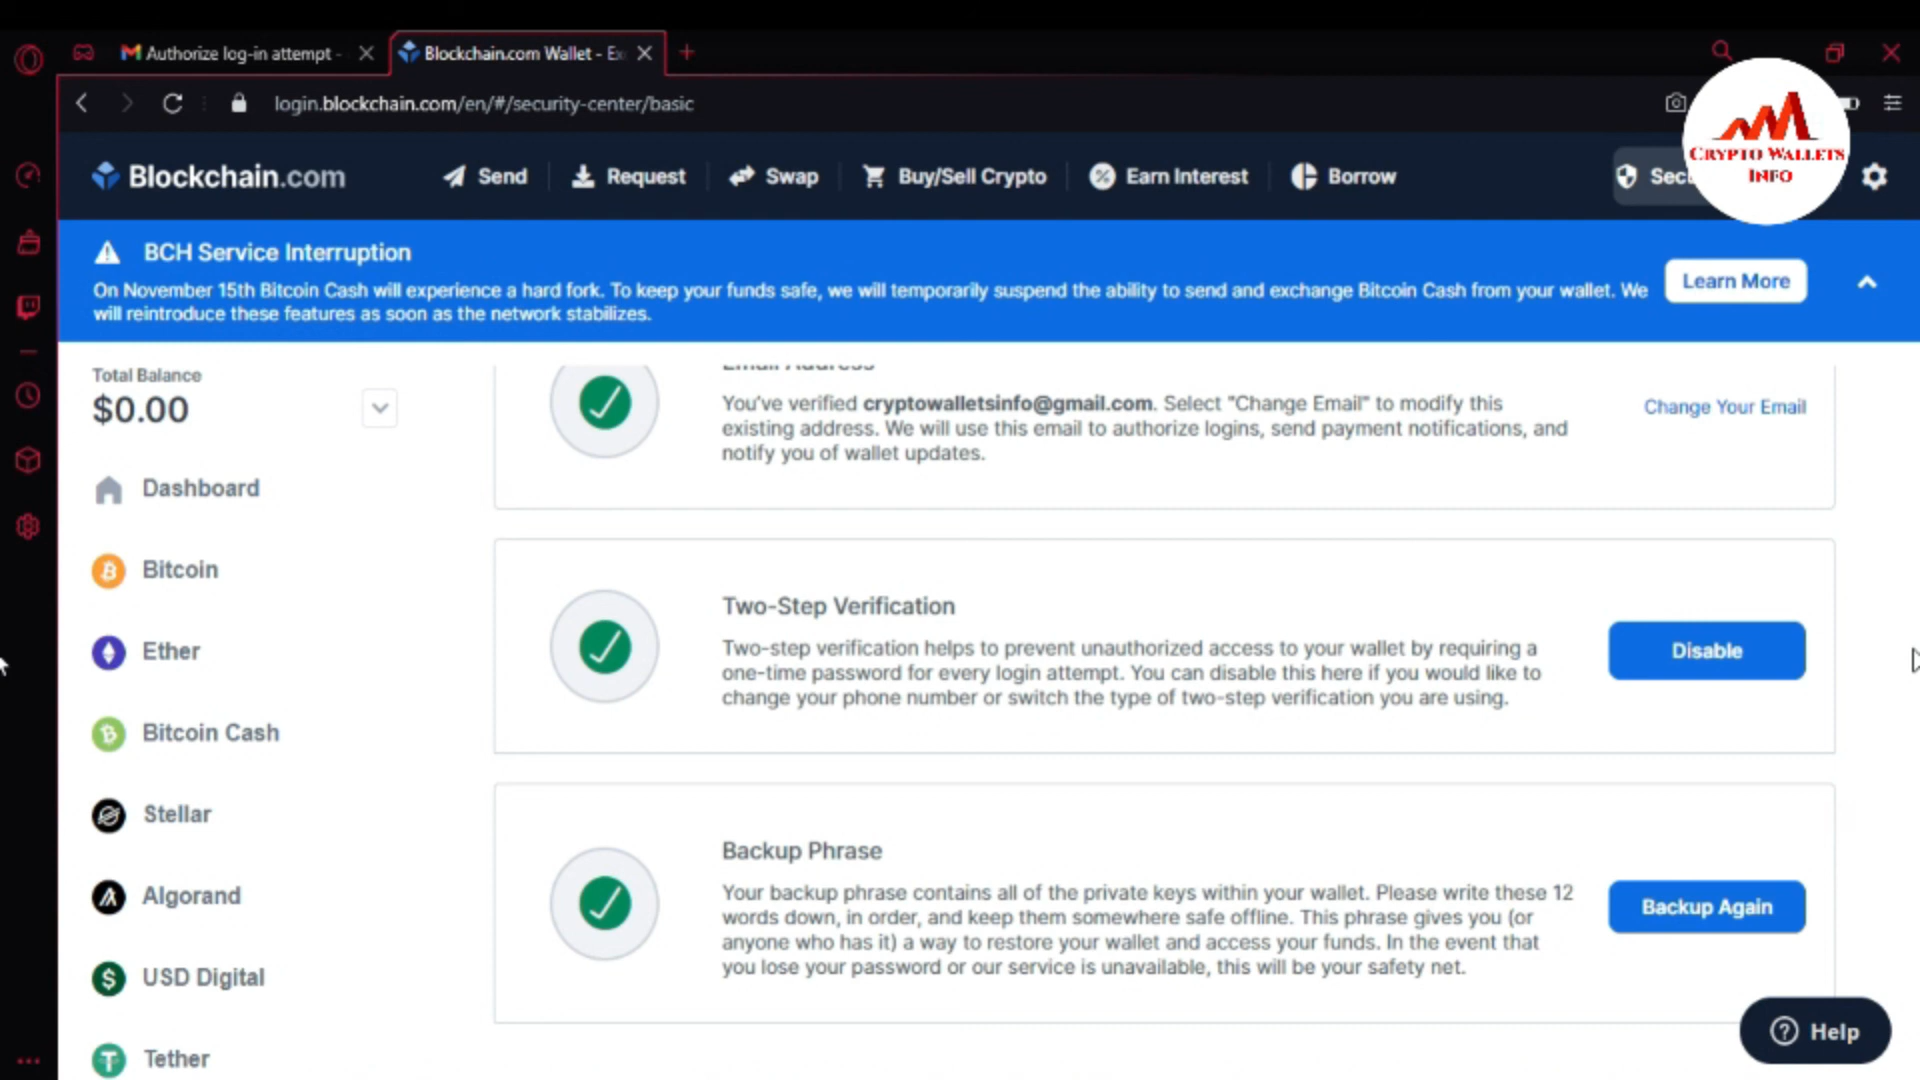 Authorize log-in attempt -
Blockchain.com Wallet - Ex
login.blockchain.com/en/#/security-center/basic
Blockchain.com
Send
Request
Swap
Buy/Sell Crypto
Earn Interest
Borrow
CRYPTO WALLETS
INFO
BCH Service Interruption
On November 15th Bitcoin Cash will experience a hard fork. To keep your funds safe, we will temporarily suspend the ability to send and exchange Bitcoin Cash from your wallet. We
will reintroduce these features as soon as the network stabilizes.
Learn More
Total Balance
$0.00
Dashboard
Bitcoin
Ether
Bitcoin Cash
Stellar
Algorand
USD Digital
Tether
Email Address
You've verified cryptowalletsinfo@gmail.com. Select "Change Email" to modify this
existing address. We will use this email to authorize logins, send payment notifications, and
notify you of wallet updates.
Change Your Email
Two-Step Verification
Two-step verification helps to prevent unauthorized access to your wallet by requiring a
one-time password for every login attempt. You can disable this here if you would like to
change your phone number or switch the type of two-step verification you are using.
Disable
Backup Phrase
Your backup phrase contains all of the private keys within your wallet. Please write these 12
words down, in order, and keep them somewhere safe offline. This phrase gives you (or
anyone who has it) a way to restore your wallet and access your funds. In the event that
you lose your password or our service is unavailable, this will be your safety net.
Backup Again
Help